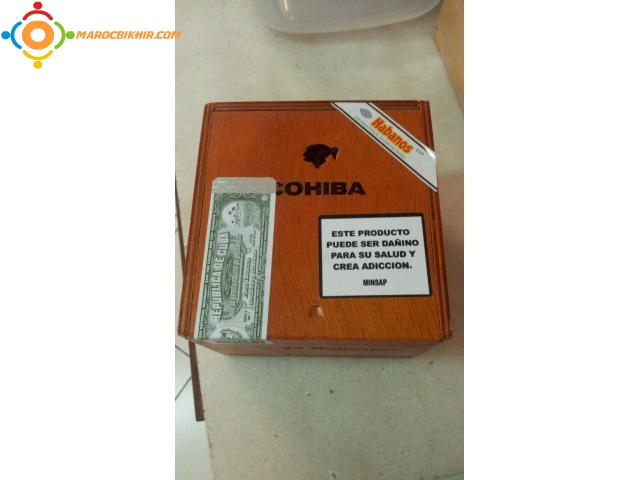 MAROCBIKHIR.COM
Habanos
COHIBA
REPUBLICA DE CUBA
ESTE PRODUCTO
PUEDE SER DAÑINO
PARA SU SALUD Y
CREA ADICCION.
MINSAP